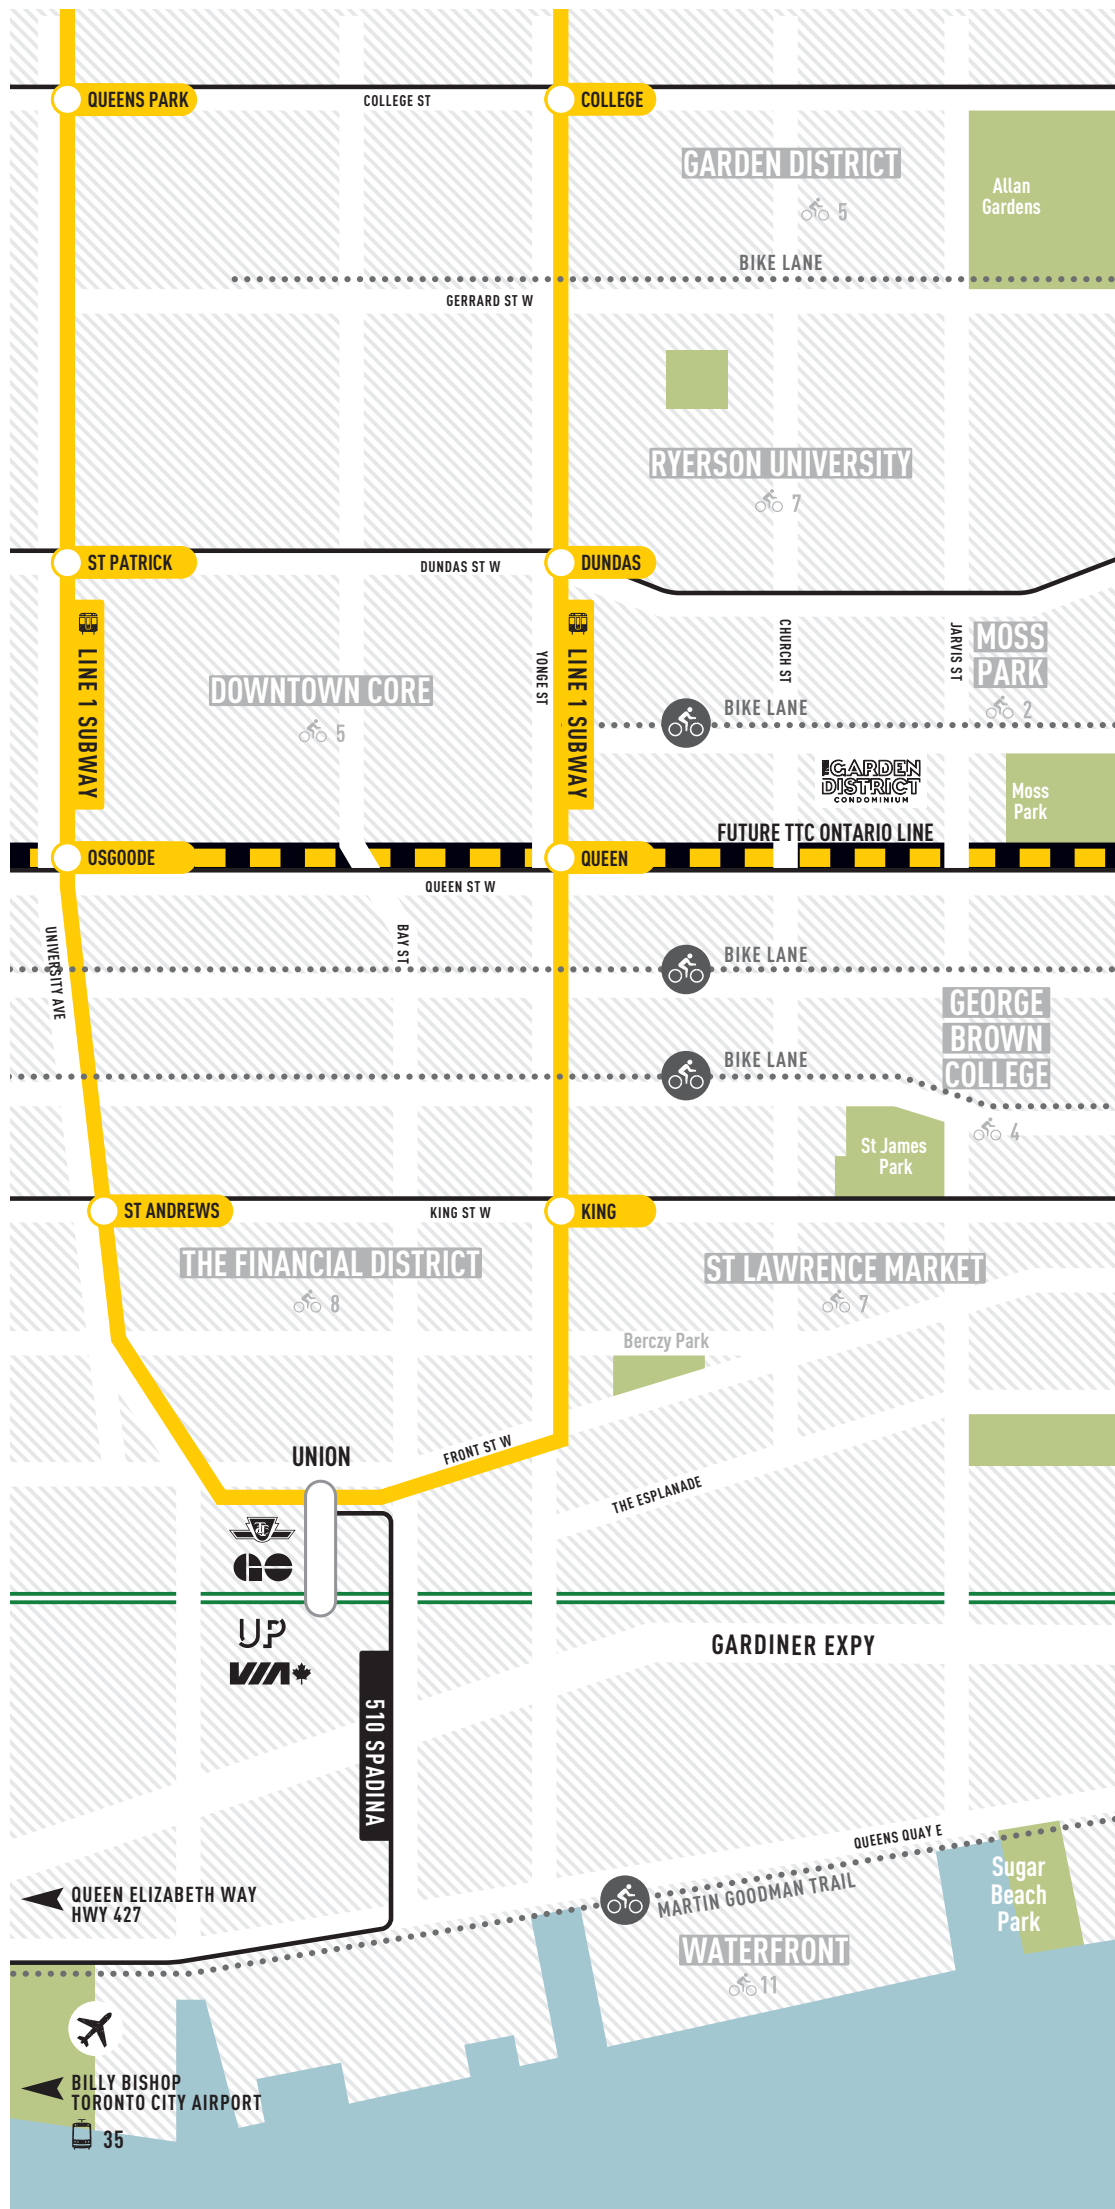 QUEENS PARK
COLLEGE ST
COLLEGE
GARDEN DISTRICT
5
Allan
Gardens
BIKE LANE
GERRARD ST W
RYERSON UNIVERSITY
7
ST PATRICK
DUNDAS ST W
DUNDAS
LINE 1 SUBWAY
YONGE ST
LINE 1 SUBWAY
CHURCH ST
JARVIS ST
MOSS
PARK
2
DOWNTOWN CORE
5
BIKE LANE
THE GARDEN
DISTRICT
CONDOMINIUM
Moss
Park
FUTURE TTC ONTARIO LINE
OSGOODE
QUEEN
QUEEN ST W
UNIVERSITY AVE
BAY ST
BIKE LANE
GEORGE
BROWN
COLLEGE
4
BIKE LANE
St James
Park
ST ANDREWS
KING ST W
KING
THE FINANCIAL DISTRICT
8
ST LAWRENCE MARKET
7
Berczy Park
UNION
FRONT ST W
THE ESPLANADE
TTC
GO
UP
VIA
GARDINER EXPY
510 SPADINA
QUEENS QUAY E
MARTIN GOODMAN TRAIL
Sugar
Beach
Park
QUEEN ELIZABETH WAY
HWY 427
WATERFRONT
11
BILLY BISHOP
TORONTO CITY AIRPORT
35